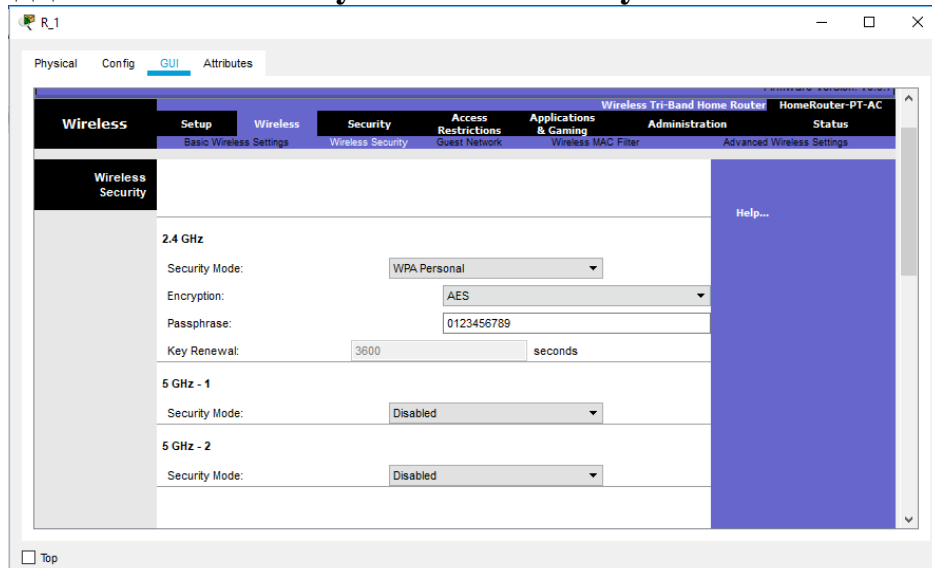 R_1
Physical Config GUI Attributes
Wireless Tri-Band Home Router HomeRouter-PT-AC
Wireless Setup Wireless Security Access Restrictions Applications & Gaming Administration Status
Basic Wireless Settings Wireless Security Guest Network Wireless MAC Filter Advanced Wireless Settings
Wireless Security
Help...
2.4 GHz
Security Mode: WPA Personal
Encryption: AES
Passphrase: 0123456789
Key Renewal: 3600 seconds
5 GHz - 1
Security Mode: Disabled
5 GHz - 2
Security Mode: Disabled
Top